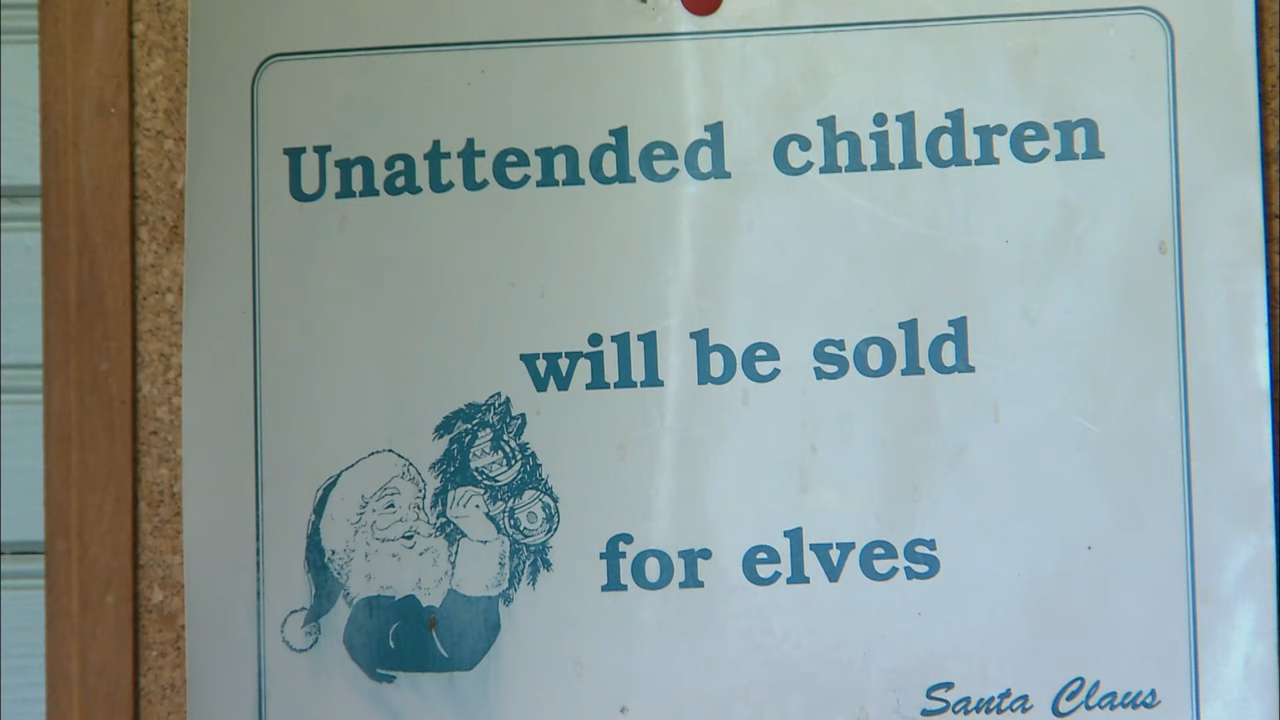 Unattended children
will be sold
for elves
Santa Claus